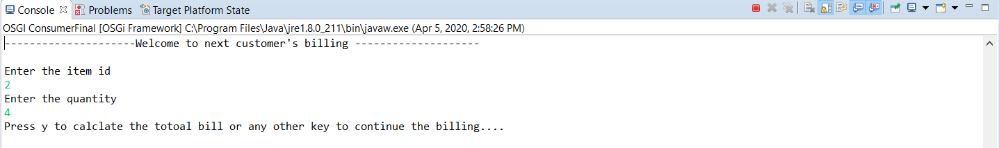 Console Problems Target Platform State
OSGI ConsumerFinal [OSGi Framework] C:\Program Files\Java\jre1.8.0_211\bin\javaw.exe (Apr 5, 2020, 2:58:26 PM)
---------------------Welcome to next customer's billing --------------------
Enter the item id
2
Enter the quantity
4
Press y to calclate the totoal bill or any other key to continue the billing....